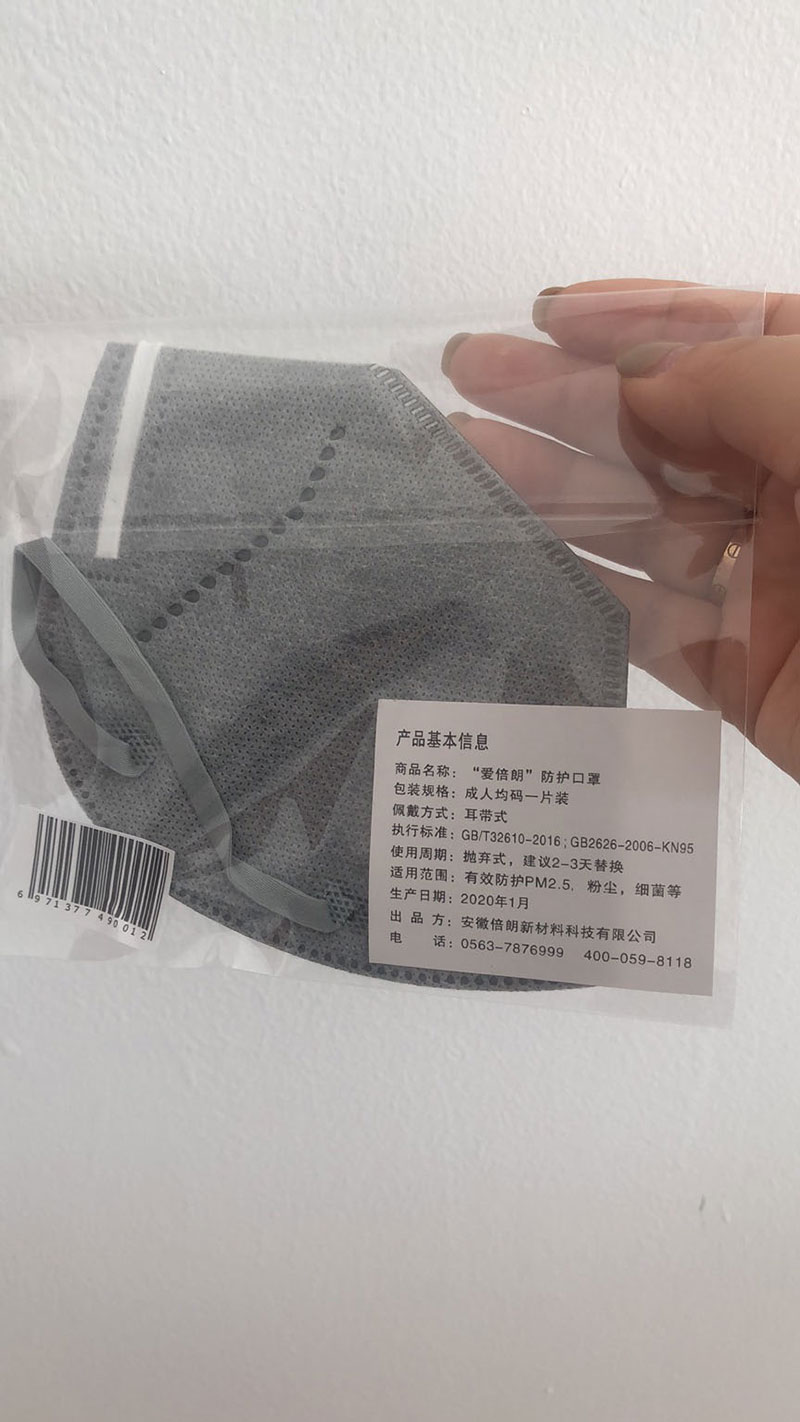 产品基本信息
商品名称：“爱倍朗”防护口罩
包装规格：成人均码一片装
佩戴方式：耳带式
执行标准：GB/T32610-2016；GB2626-2006-KN95
使用周期：抛弃式，建议2-3天替换
适用范围：有效防护PM2.5，粉尘，细菌等
生产日期：2020年1月
出 品 方：安徽倍朗新材料科技有限公司
电 话：0563-7876999 400-059-8118
6 971377 490012